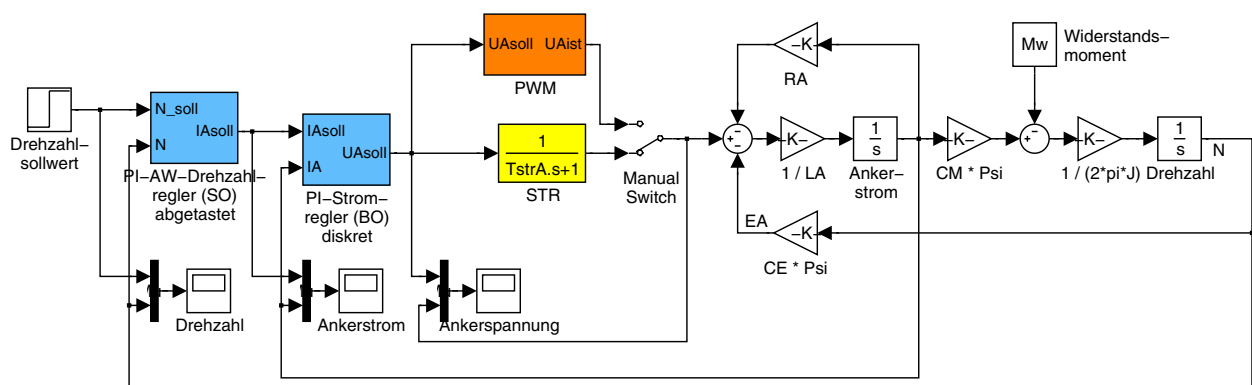 Drehzahl−
sollwert
N_soll
IAsoll
N
PI−AW−Drehzahl−
regler (SO)
abgetastet
IAsoll
UAsoll
IA
PI−Strom−
regler (BO)
diskret
UAsoll
UAist
PWM
1
TstrA.s+1
STR
Manual
Switch
−K−
RA
−
−
−
−K−
1 / LA
1
s
Anker−
strom
−K−
CM * Psi
Mw
Widerstands−
moment
−
−
−K−
1 / (2*pi*J)
1
s
Drehzahl
N
EA
−K−
CE * Psi
Drehzahl
Ankerstrom
Ankerspannung